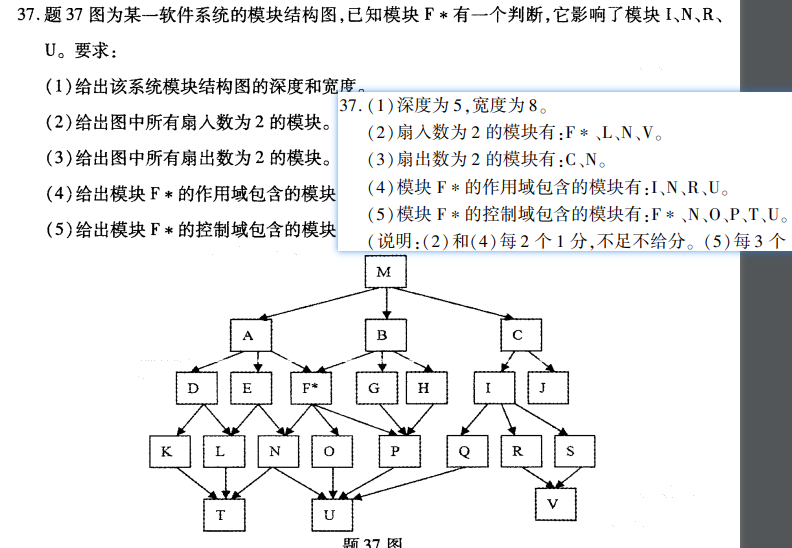 37.题 37 图为某一软件系统的模块结构图,已知模块 F * 有一个判断,它影响了模块 I、N、R、
U。要求:
(1)给出该系统模块结构图的深度和宽度。
(2)给出图中所有扇入数为 2 的模块。
(3)给出图中所有扇出数为 2 的模块。
(4)给出模块 F * 的作用域包含的模块
(5)给出模块 F * 的控制域包含的模块
37.(1)深度为 5,宽度为 8。
(2)扇入数为 2 的模块有:F * 、L、N、V。
(3)扇出数为 2 的模块有:C、N。
(4)模块 F * 的作用域包含的模块有:I、N、R、U。
(5)模块 F * 的控制域包含的模块有:F * 、N、O、P、T、U。
(说明:(2)和(4)每 2 个 1 分,不足不给分。(5)每 3 个
M
A B C
D E F* G H I J
K L N O P Q R S
T U V
题 37 图